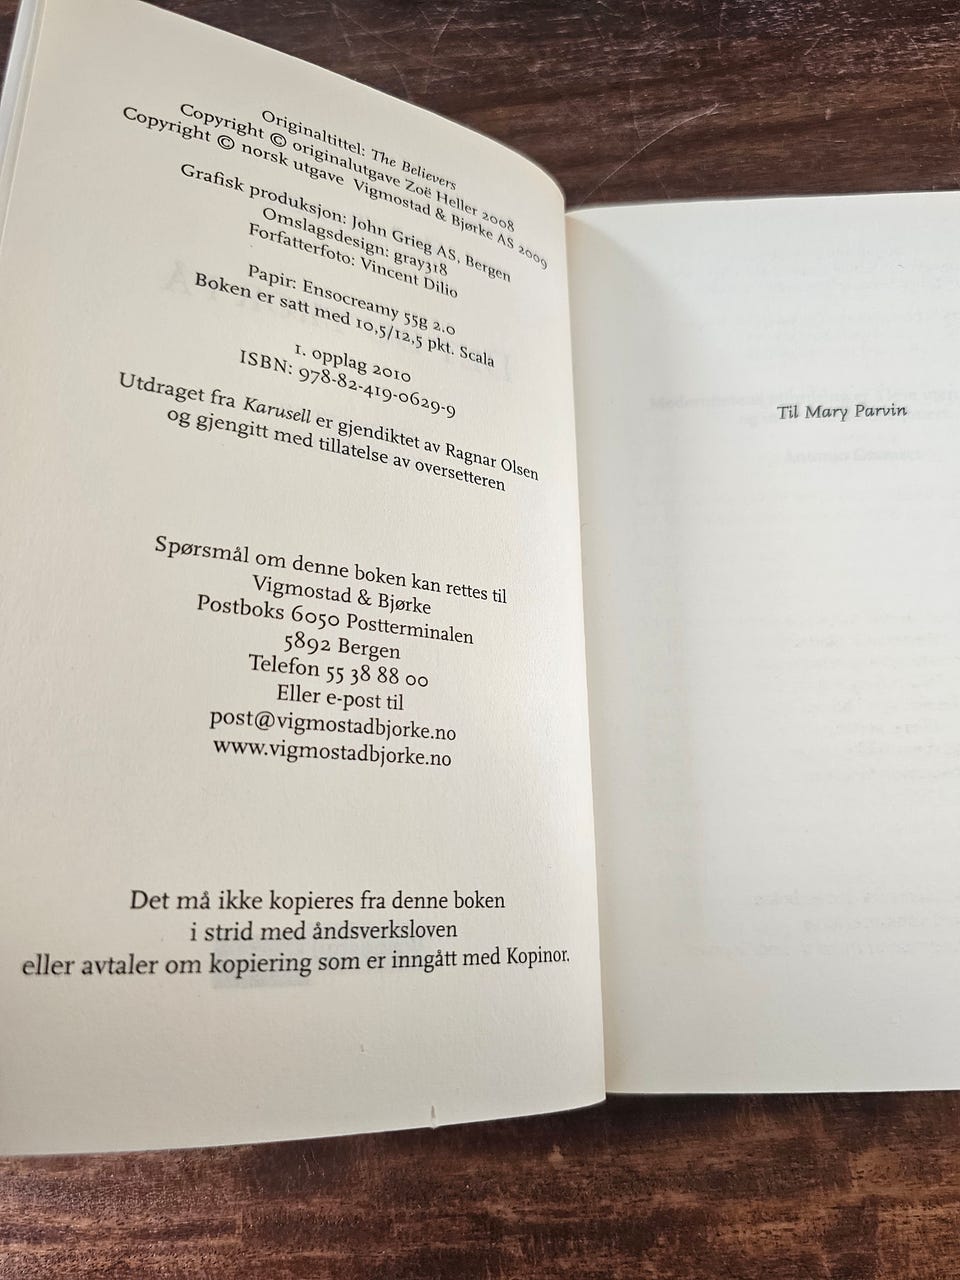 Originaltittel: The Believers
Copyright © originalutgave Zoë Heller 2008
Copyright © norsk utgave Vigmostad & Bjørke AS 2009
Grafisk produksjon: John Grieg AS, Bergen
Omslagsdesign: gray318
Forfatterfoto: Vincent Dilio
Papir: Ensocreamy 55g 2.0
Boken er satt med 10,5/12,5 pkt. Scala
1. opplag 2010
ISBN: 978-82-419-0629-9
Utdraget fra Karusell er gjendiktet av Ragnar Olsen
og gjengitt med tillatelse av oversetteren
Spørsmål om denne boken kan rettes til
Vigmostad & Bjørke
Postboks 6050 Postterminalen
5892 Bergen
Telefon 55 38 88 00
Eller e-post til
post@vigmostadbjorke.no
www.vigmostadbjorke.no
Det må ikke kopieres fra denne boken
i strid med åndsverksloven
eller avtaler om kopiering som er inngått med Kopinor.
Til Mary Parvin